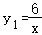 y₁ = 6/x